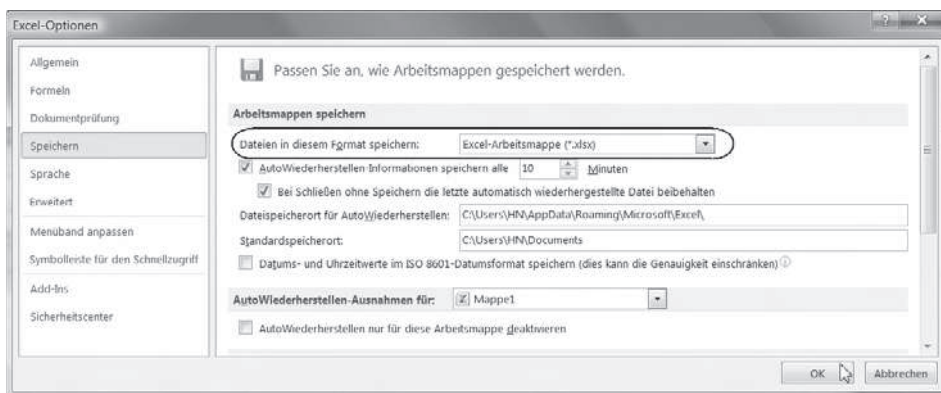 Excel-Optionen
Allgemein
Formeln
Dokumentprüfung
Speichern
Sprache
Erweitert
Menüband anpassen
Symbolleiste für den Schnellzugriff
Add-Ins
Sicherheitscenter
Passen Sie an, wie Arbeitsmappen gespeichert werden.
Arbeitsmappen speichern
Dateien in diesem Format speichern: Excel-Arbeitsmappe (*.xlsx)
AutoWiederherstellen-Informationen speichern alle 10 Minuten
Bei Schließen ohne Speichern die letzte automatisch wiederhergestellte Datei beibehalten
Dateispeicherort für AutoWiederherstellen: C:\Users\HN\AppData\Roaming\Microsoft\Excel\
Standardspeicherort: C:\Users\HN\Documents
Datums- und Uhrzeitwerte im ISO 8601-Datumsformat speichern (dies kann die Genauigkeit einschränken)
AutoWiederherstellen-Ausnahmen für: Mappe1
AutoWiederherstellen nur für diese Arbeitsmappe deaktivieren
OK Abbrechen